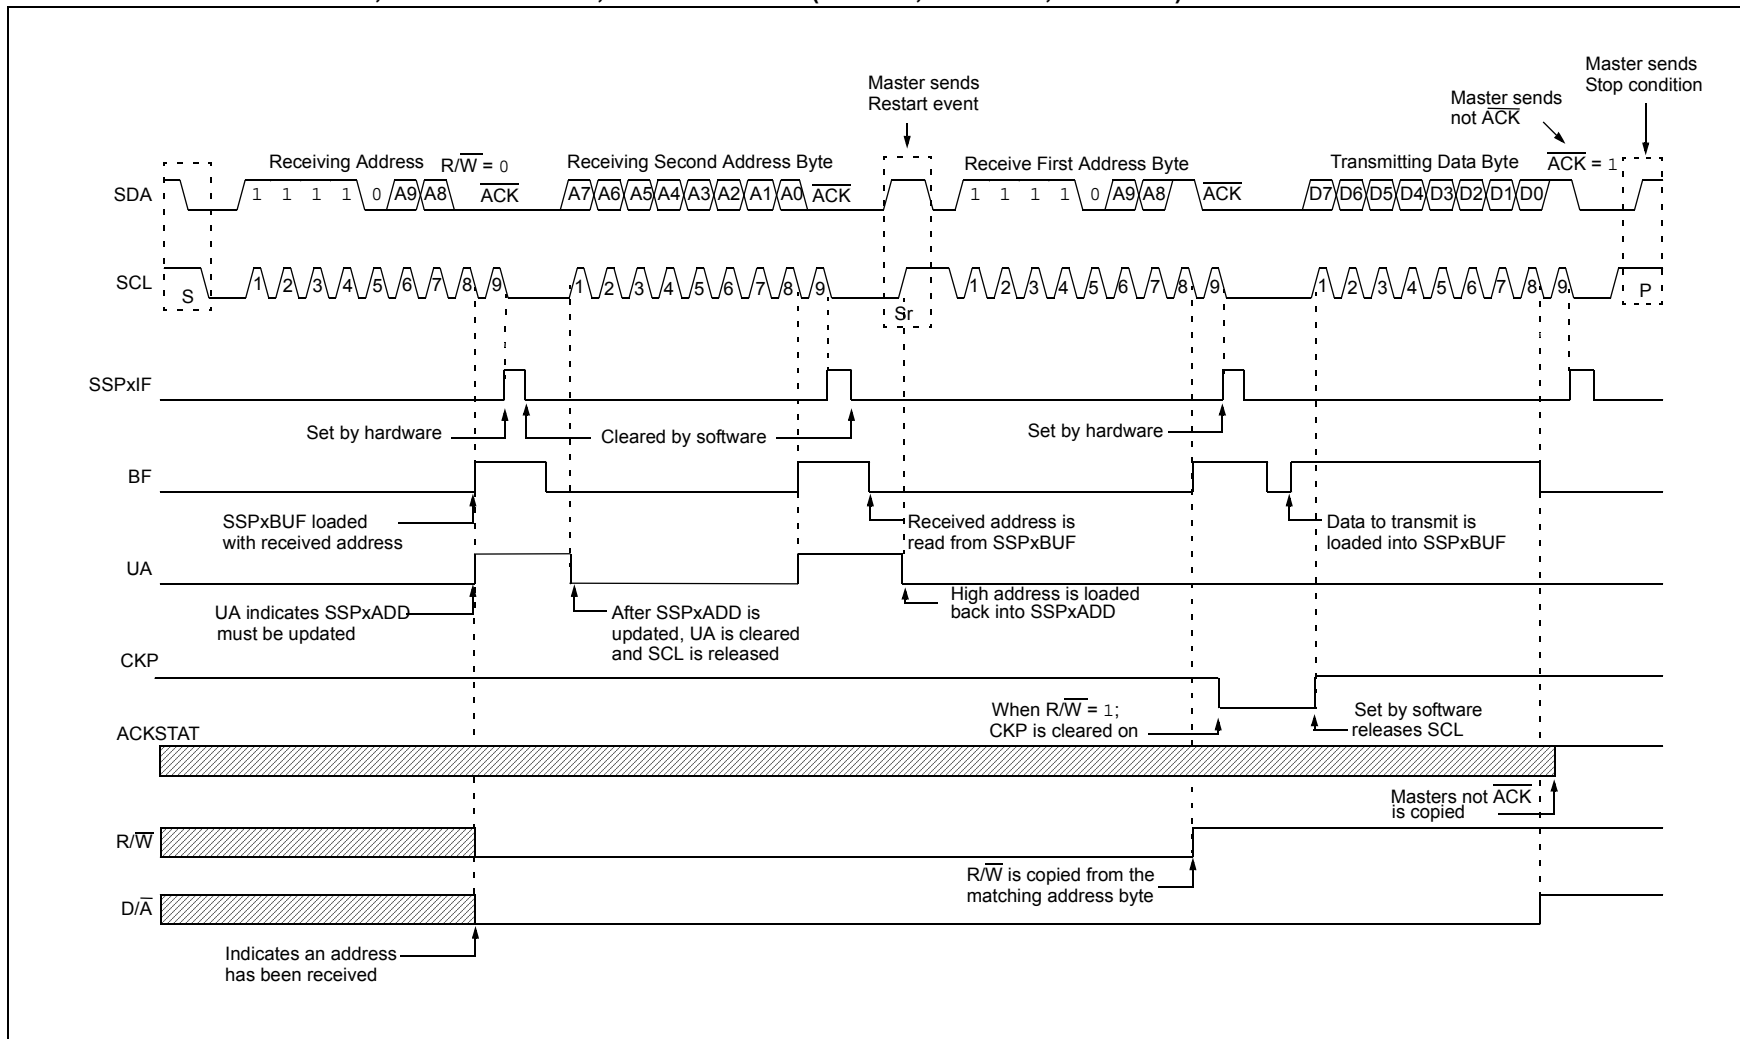 Master sends
Restart event
Master sends
Stop condition
Master sends
not ACK
Receiving Address R/W = 0
Receiving Second Address Byte
Receive First Address Byte
Transmitting Data Byte
ACK = 1
SDA
1 1 1 1 0 A9 A8 ACK
A7 A6 A5 A4 A3 A2 A1 A0 ACK
1 1 1 1 0 A9 A8 ACK
D7 D6 D5 D4 D3 D2 D1 D0
SCL
S
1 2 3 4 5 6 7 8 9
1 2 3 4 5 6 7 8 9
Sr
1 2 3 4 5 6 7 8 9
1 2 3 4 5 6 7 8 9
P
SSPxIF
Set by hardware
Cleared by software
Set by hardware
BF
SSPxBUF loaded
with received address
Received address is
read from SSPxBUF
Data to transmit is
loaded into SSPxBUF
UA
UA indicates SSPxADD
must be updated
After SSPxADD is
updated, UA is cleared
and SCL is released
High address is loaded
back into SSPxADD
CKP
When R/W = 1;
CKP is cleared on
Set by software
releases SCL
ACKSTAT
Masters not ACK
is copied
R/W
R/W is copied from the
matching address byte
D/A
Indicates an address
has been received